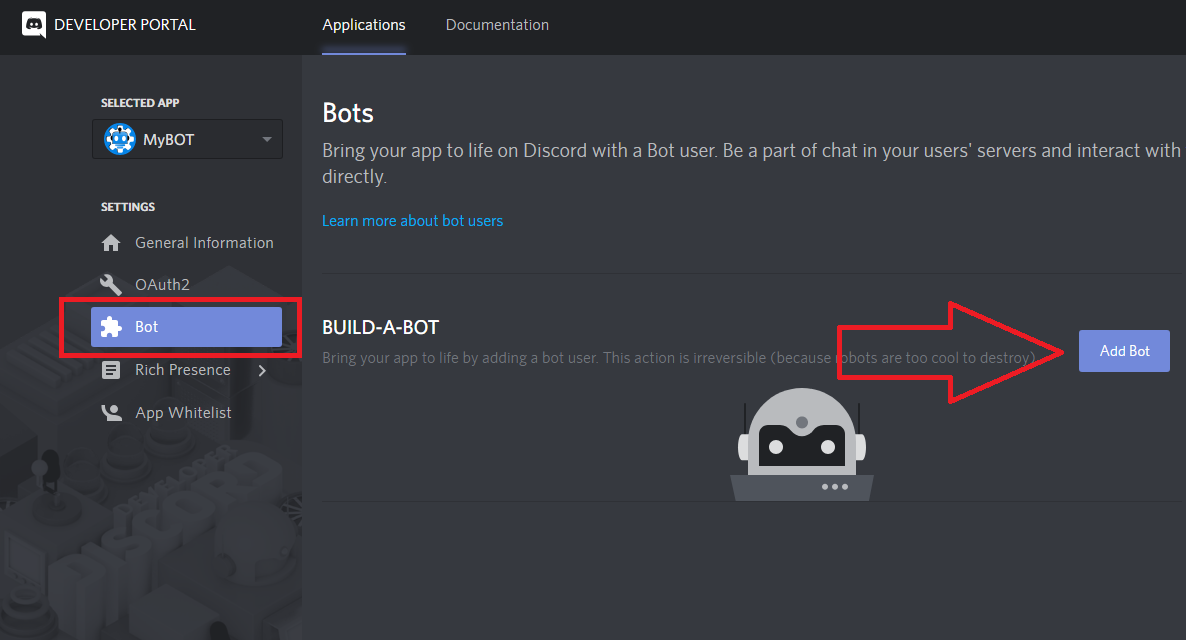 DEVELOPER PORTAL
Applications
Documentation
SELECTED APP
MyBOT
SETTINGS
General Information
OAuth2
Bot
Rich Presence
App Whitelist
Bots
Bring your app to life on Discord with a Bot user. Be a part of chat in your users' servers and interact with
directly.
Learn more about bot users
BUILD-A-BOT
Bring your app to life by adding a bot user. This action is irreversible (because robots are too cool to destroy).
Add Bot
DISCORD